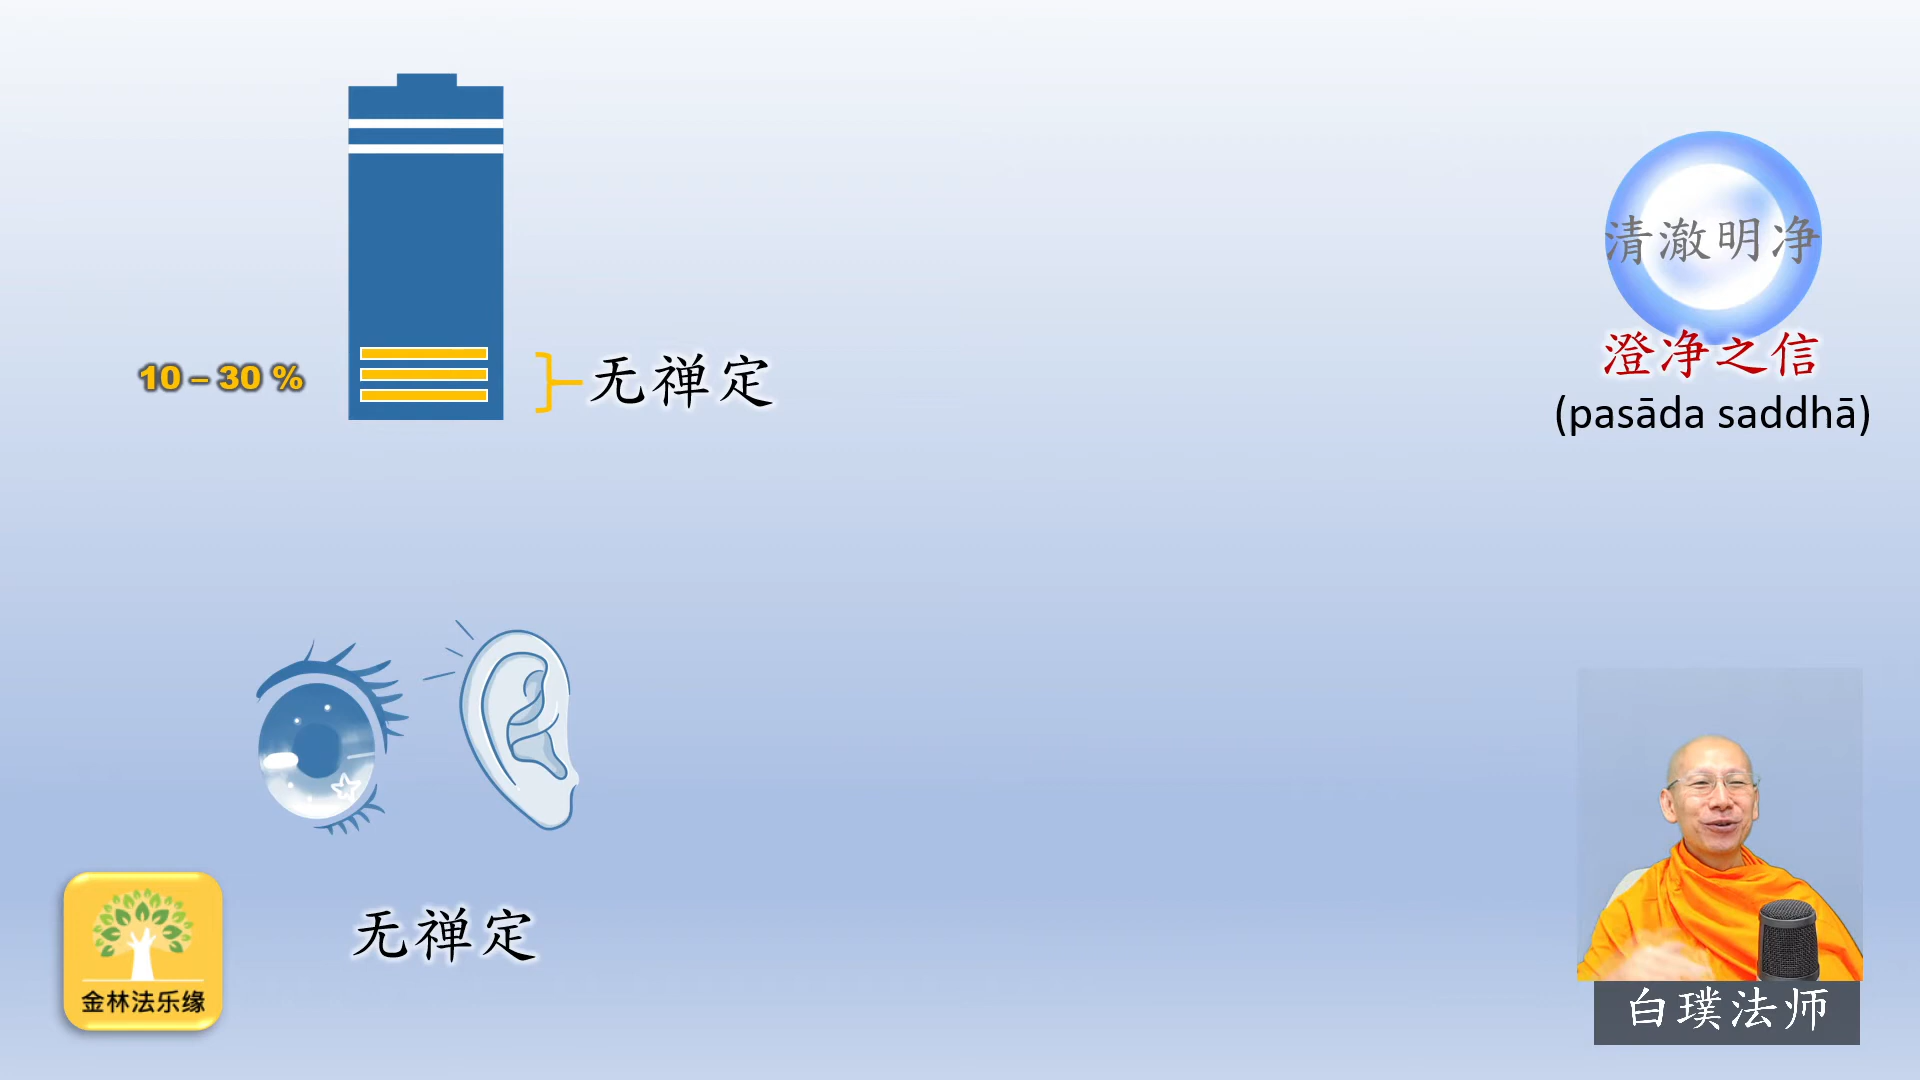 清澈明净
澄净之信
(pasāda saddhā)
10 – 30 %
无禅定
无禅定
金林法乐缘
白璞法师